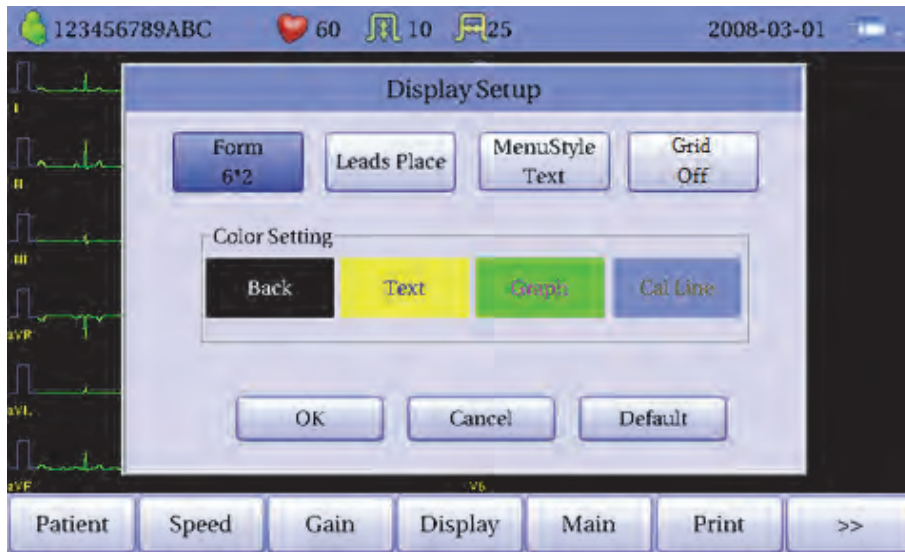 123456789ABC 60 10 25 2008-03-01
Display Setup
Form
6*2
Leads Place
MenuStyle
Text
Grid
Off
Color Setting
Back Text Graph Cal Line
OK Cancel Default
I
II
III
aVR
aVL
aVF
V6
Patient Speed Gain Display Main Print >>